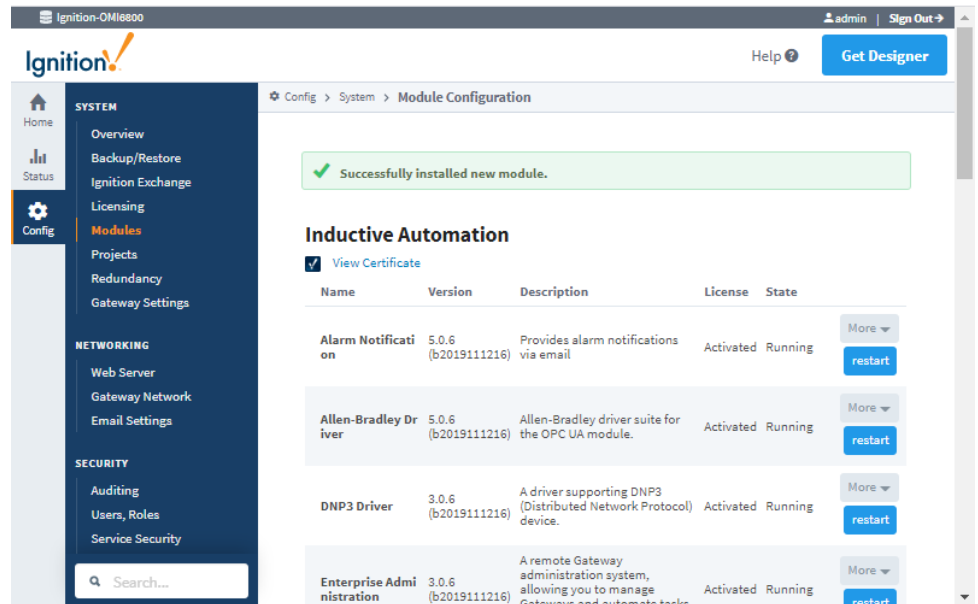 Ignition-OMI6800
admin | Sign Out
Ignition!
Help ?
Get Designer
Home
Status
Config
SYSTEM
Overview
Backup/Restore
Ignition Exchange
Licensing
Modules
Projects
Redundancy
Gateway Settings
NETWORKING
Web Server
Gateway Network
Email Settings
SECURITY
Auditing
Users, Roles
Service Security
Search...
Config > System > Module Configuration
Successfully installed new module.
Inductive Automation
View Certificate
Name Version Description License State
Alarm Notificati
on
5.0.6
(b2019111216)
Provides alarm notifications
via email
Activated Running
More
restart
Allen-Bradley Dr
iver
5.0.6
(b2019111216)
Allen-Bradley driver suite for
the OPC UA module.
Activated Running
More
restart
DNP3 Driver
3.0.6
(b2019111216)
A driver supporting DNP3
(Distributed Network Protocol)
device.
Activated Running
More
restart
Enterprise Admi
nistration
3.0.6
(b2019111216)
A remote Gateway
administration system,
allowing you to manage
Gateways and automate tasks
Activated Running
More
restart